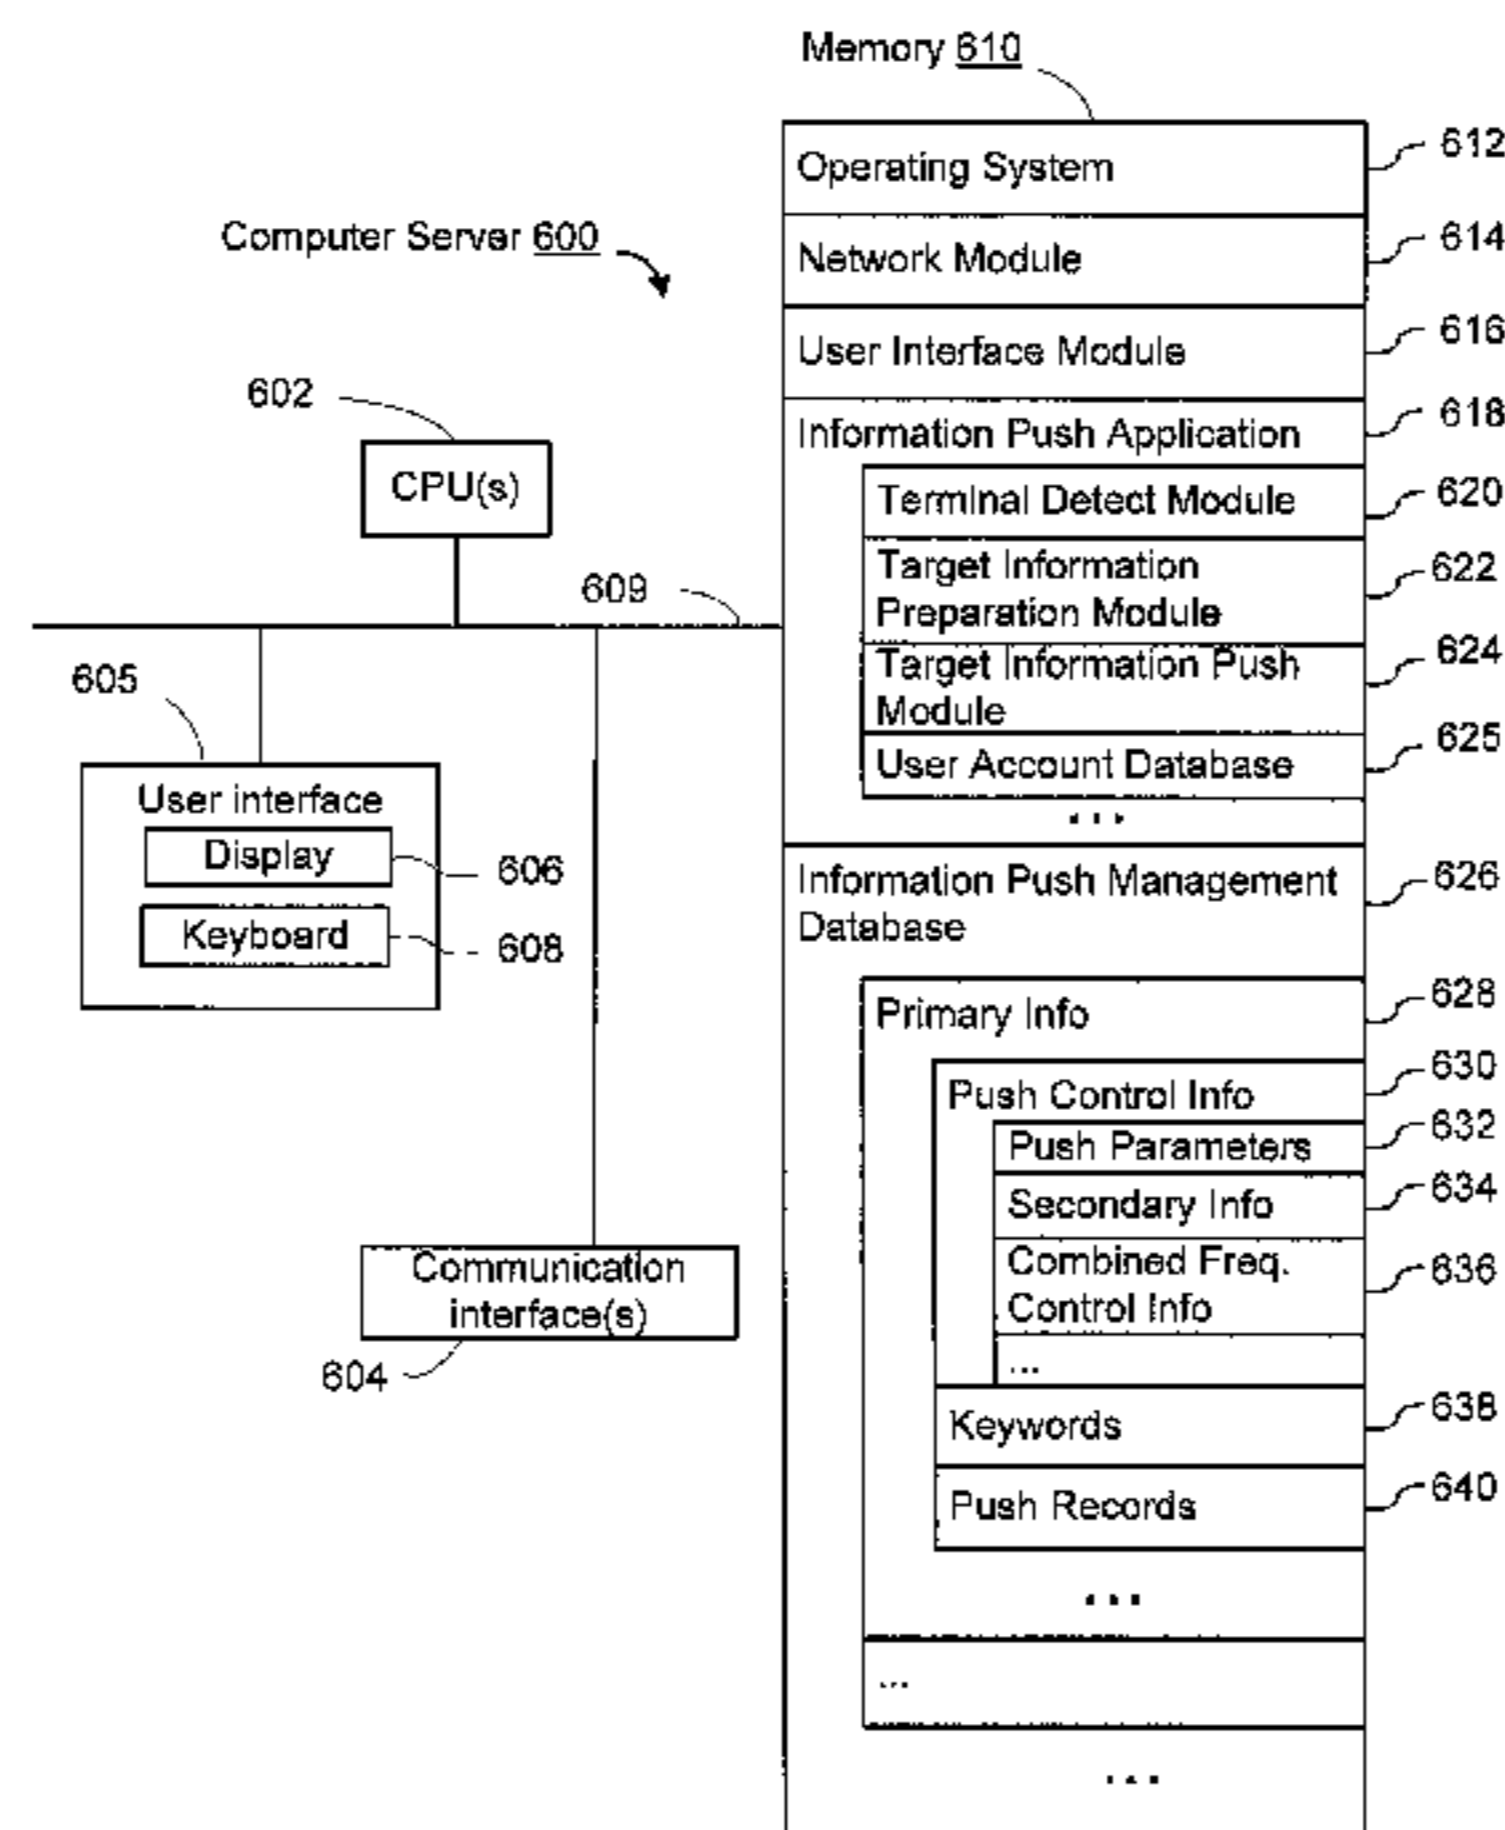 Memory 610
Operating System
612
Computer Server 600
Network Module
614
User Interface Module
616
602
CPU(s)
Information Push Application
618
Terminal Detect Module
620
Target Information
Preparation Module
622
609
Target Information Push
Module
624
605
User Account Database
625
...
User interface
Display
606
Keyboard
608
Information Push Management
Database
626
Primary Info
628
Push Control Info
630
Push Parameters
632
Secondary Info
634
Combined Freq.
Control Info
636
...
Communication
interface(s)
604
Keywords
638
Push Records
640
...
...
...